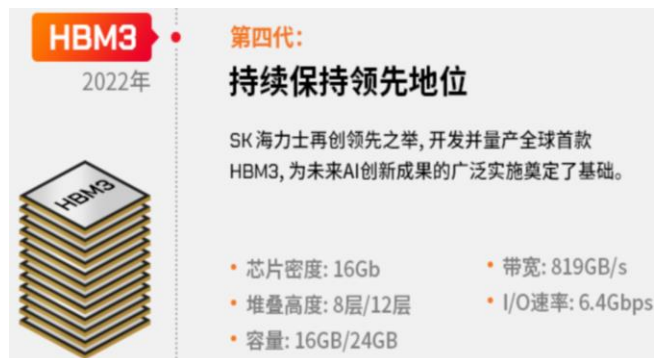 HBM3
2022年
第四代：
持续保持领先地位
SK海力士再创领先之举, 开发并量产全球首款
HBM3, 为未来AI创新成果的广泛实施奠定了基础。
HBM3
• 芯片密度: 16Gb
• 堆叠高度: 8层/12层
• 容量: 16GB/24GB
• 带宽: 819GB/s
• I/O速率: 6.4Gbps